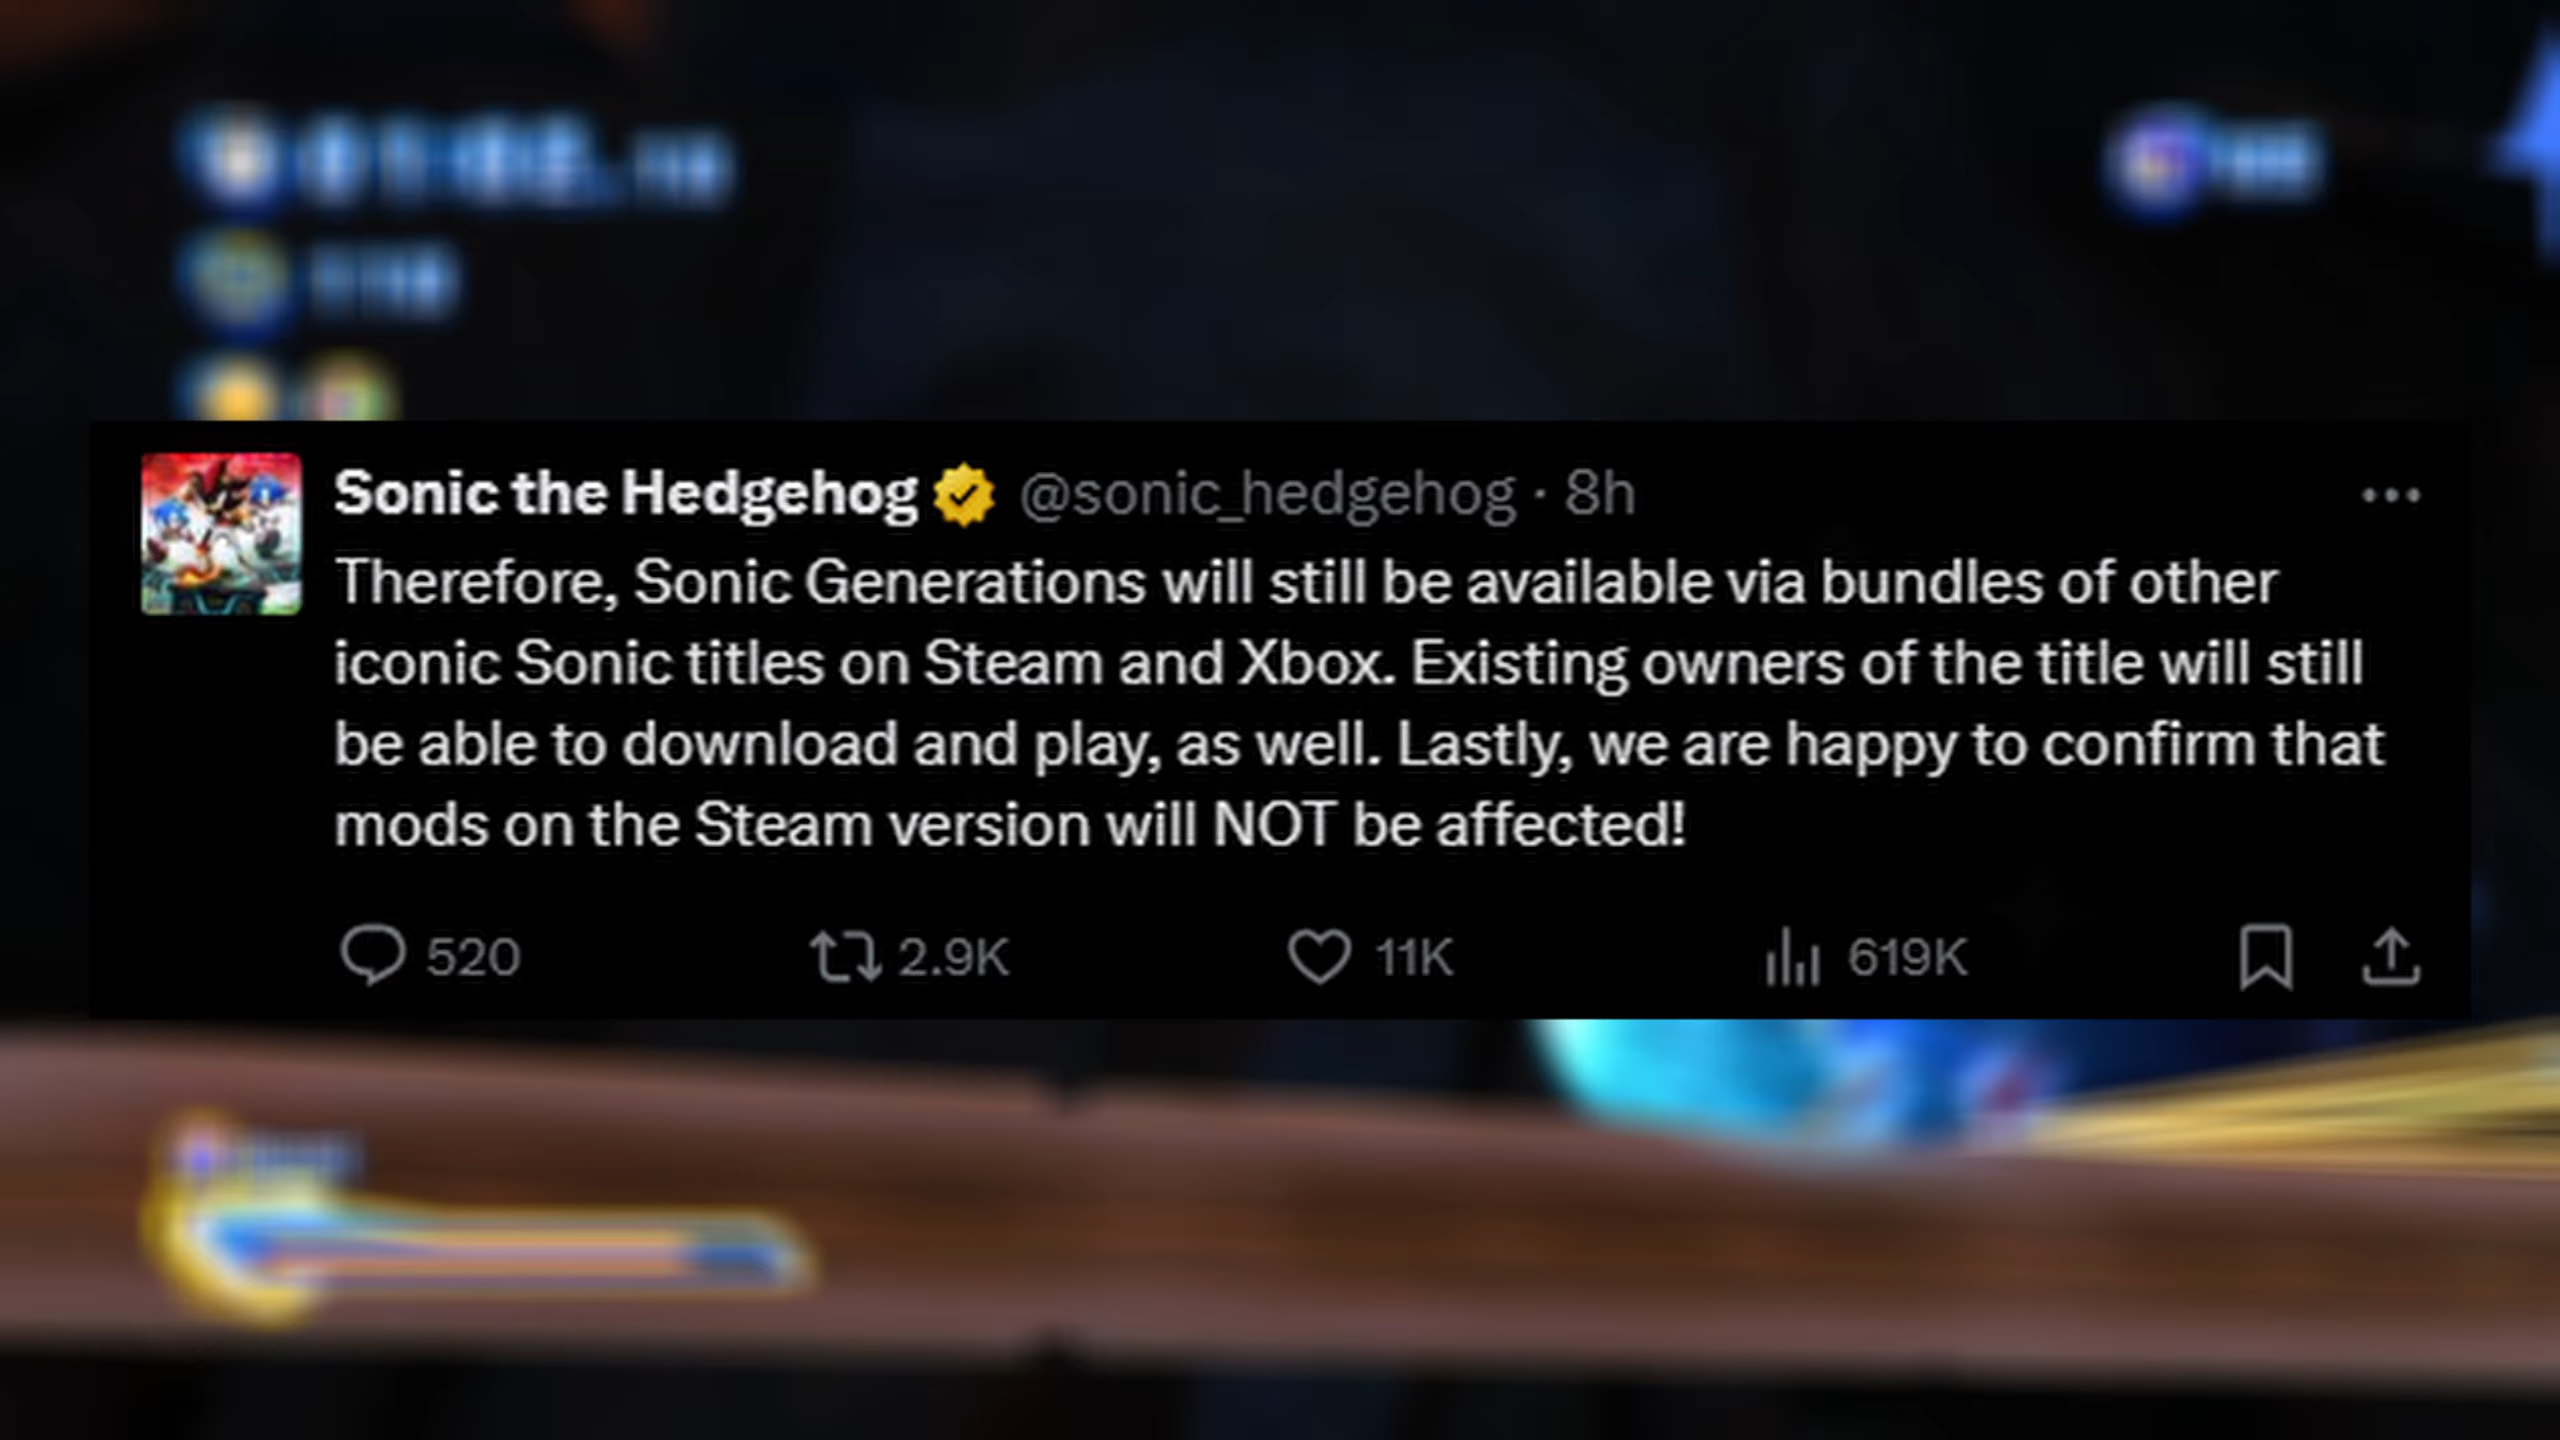 Sonic the Hedgehog @sonic_hedgehog · 8h
Therefore, Sonic Generations will still be available via bundles of other
iconic Sonic titles on Steam and Xbox. Existing owners of the title will still
be able to download and play, as well. Lastly, we are happy to confirm that
mods on the Steam version will NOT be affected!
520 2.9K 11K 619K